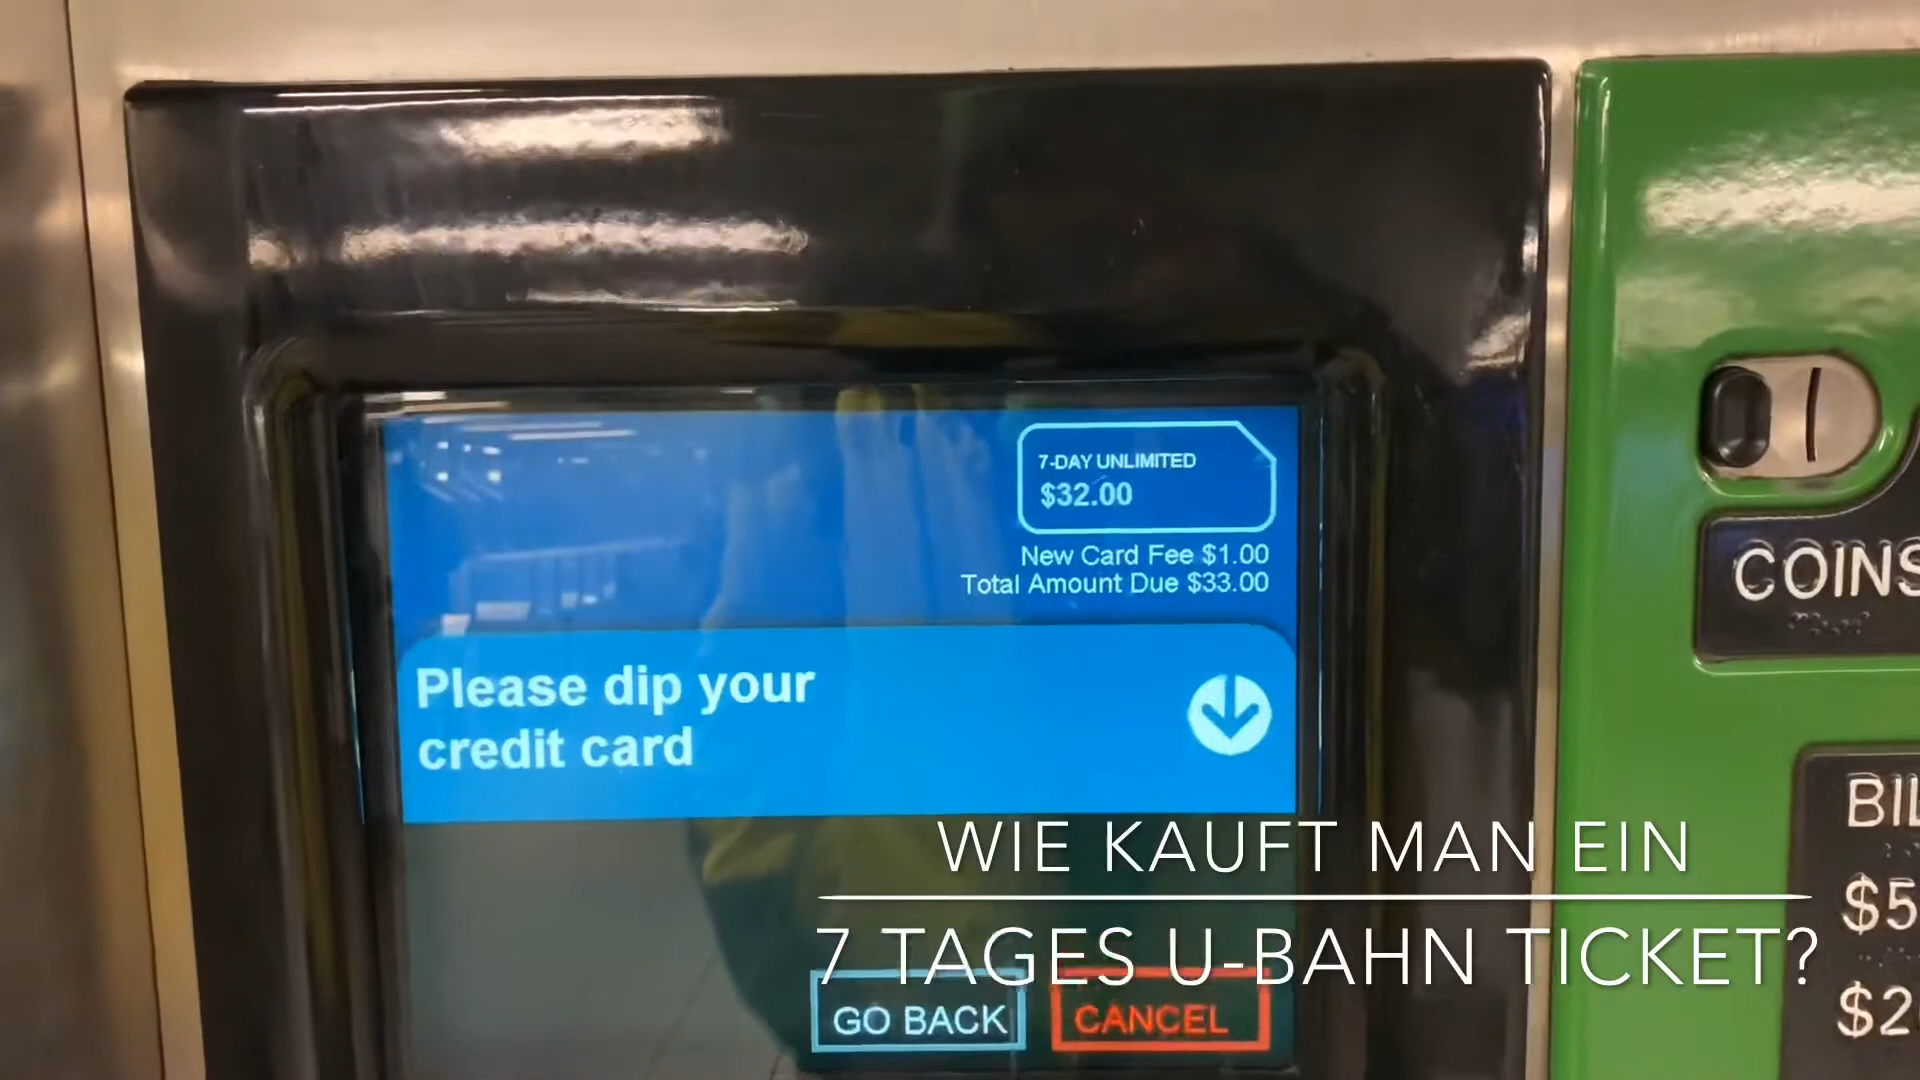 7-DAY UNLIMITED
$32.00
New Card Fee $1.00
Total Amount Due $33.00
Please dip your
credit card
GO BACK
CANCEL
COINS
WIE KAUFT MAN EIN
7 TAGES U-BAHN TICKET?